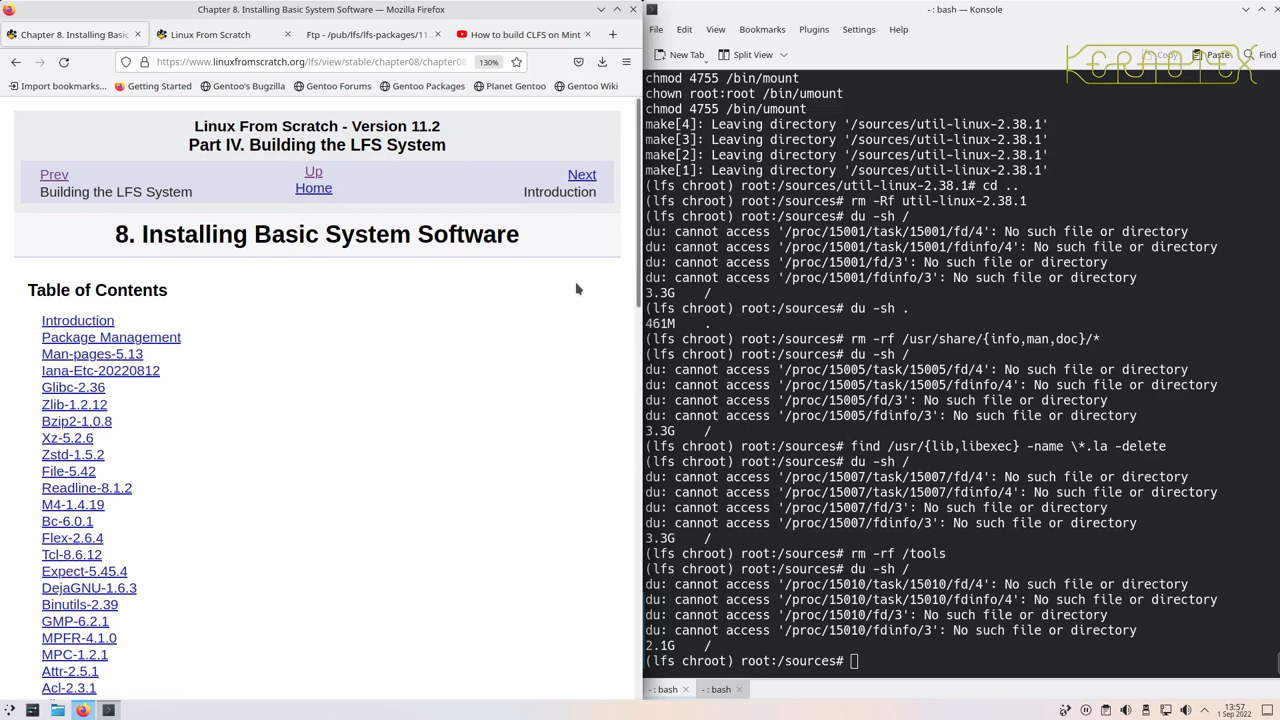 Chapter 8. Installing Basic System Software — Mozilla Firefox
Chapter 8. Installing Basic
Linux From Scratch
Ftp - /pub/lfs/lfs-packages/11.
How to build CLFS on Mint
https://www.linuxfromscratch.org/lfs/view/stable/chapter08/chapter
130%
Import bookmarks...
Getting Started
Gentoo's Bugzilla
Gentoo Forums
Gentoo Packages
Planet Gentoo
Gentoo Wiki
Linux From Scratch - Version 11.2
Part IV. Building the LFS System
Prev
Building the LFS System
Up
Home
Next
Introduction
8. Installing Basic System Software
Table of Contents
Introduction
Package Management
Man-pages-5.13
Iana-Etc-20220812
Glibc-2.36
Zlib-1.2.12
Bzip2-1.0.8
Xz-5.2.6
Zstd-1.5.2
File-5.42
Readline-8.1.2
M4-1.4.19
Bc-6.0.1
Flex-2.6.4
Tcl-8.6.12
Expect-5.45.4
DejaGNU-1.6.3
Binutils-2.39
GMP-6.2.1
MPFR-4.1.0
MPC-1.2.1
Attr-2.5.1
Acl-2.3.1
- : bash — Konsole
File Edit View Bookmarks Plugins Settings Help
New Tab
Split View
Copy
Paste
Find
KERNOTEX
chmod 4755 /bin/mount
chown root:root /bin/umount
chmod 4755 /bin/umount
make[4]: Leaving directory '/sources/util-linux-2.38.1'
make[3]: Leaving directory '/sources/util-linux-2.38.1'
make[2]: Leaving directory '/sources/util-linux-2.38.1'
make[1]: Leaving directory '/sources/util-linux-2.38.1'
(lfs chroot) root:/sources/util-linux-2.38.1# cd ..
(lfs chroot) root:/sources# rm -Rf util-linux-2.38.1
(lfs chroot) root:/sources# du -sh /
du: cannot access '/proc/15001/task/15001/fd/4': No such file or directory
du: cannot access '/proc/15001/task/15001/fdinfo/4': No such file or directory
du: cannot access '/proc/15001/fd/3': No such file or directory
du: cannot access '/proc/15001/fdinfo/3': No such file or directory
3.3G /
(lfs chroot) root:/sources# du -sh .
461M .
(lfs chroot) root:/sources# rm -rf /usr/share/{info,man,doc}/*
(lfs chroot) root:/sources# du -sh /
du: cannot access '/proc/15005/task/15005/fd/4': No such file or directory
du: cannot access '/proc/15005/task/15005/fdinfo/4': No such file or directory
du: cannot access '/proc/15005/fd/3': No such file or directory
du: cannot access '/proc/15005/fdinfo/3': No such file or directory
3.3G /
(lfs chroot) root:/sources# find /usr/{lib,libexec} -name \*.la -delete
(lfs chroot) root:/sources# du -sh /
du: cannot access '/proc/15007/task/15007/fd/4': No such file or directory
du: cannot access '/proc/15007/task/15007/fdinfo/4': No such file or directory
du: cannot access '/proc/15007/fd/3': No such file or directory
du: cannot access '/proc/15007/fdinfo/3': No such file or directory
3.3G /
(lfs chroot) root:/sources# rm -rf /tools
(lfs chroot) root:/sources# du -sh /
du: cannot access '/proc/15010/task/15010/fd/4': No such file or directory
du: cannot access '/proc/15010/task/15010/fdinfo/4': No such file or directory
du: cannot access '/proc/15010/fd/3': No such file or directory
du: cannot access '/proc/15010/fdinfo/3': No such file or directory
2.1G /
(lfs chroot) root:/sources#
- : bash
- : bash
13:57
1 Sep 2022